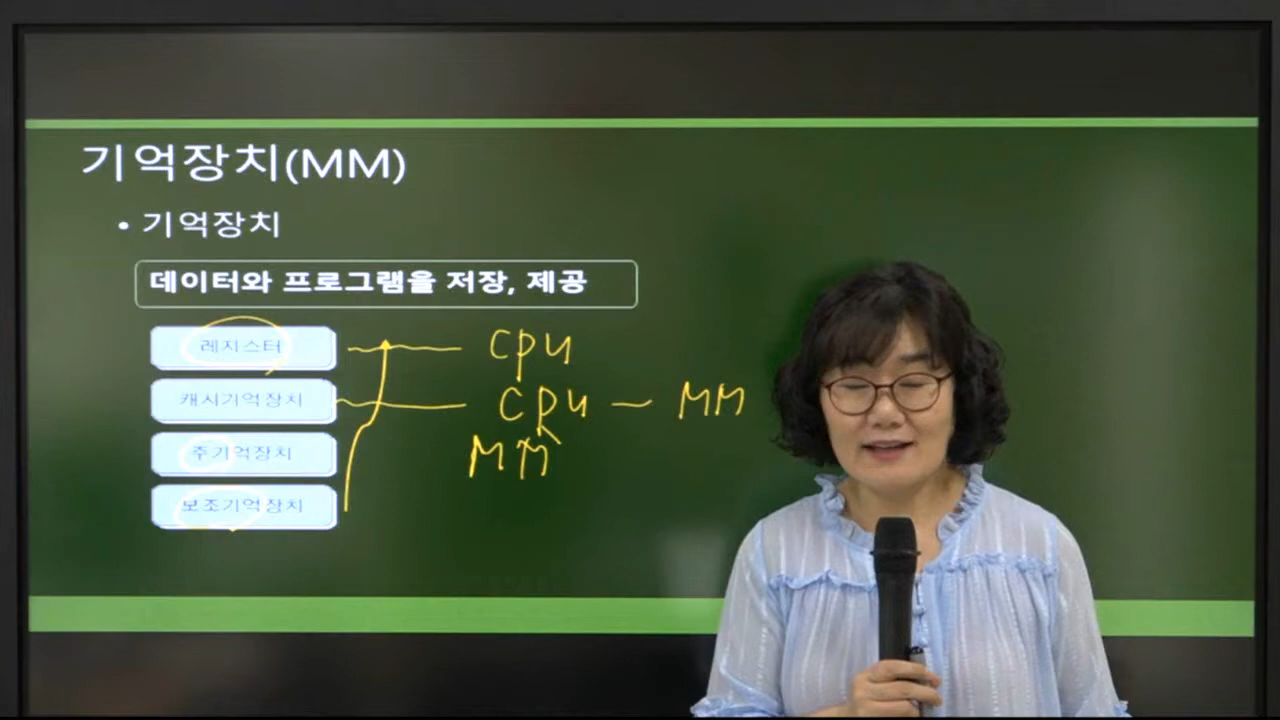 기억장치(MM)
• 기억장치
데이터와 프로그램을 저장, 제공
레지스터 CPU
캐시기억장치 CPU - MM
주기억장치 MM
보조기억장치